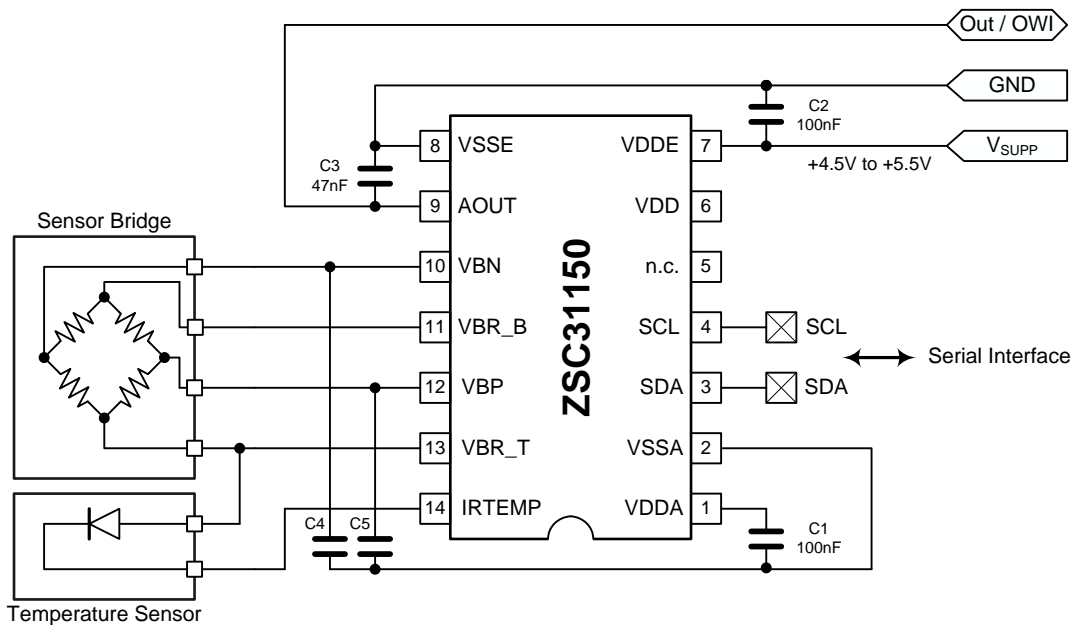 Out / OWI
GND
C2
100nF
V_SUPP
+4.5V to +5.5V
C3
47nF
8 VSSE
VDDE 7
9 AOUT
VDD 6
Sensor Bridge
10 VBN
n.c. 5
11 VBR_B
SCL 4
SCL
Serial Interface
12 VBP
SDA 3
SDA
13 VBR_T
VSSA 2
14 IRTEMP
VDDA 1
ZSC31150
C4
C5
C1
100nF
Temperature Sensor